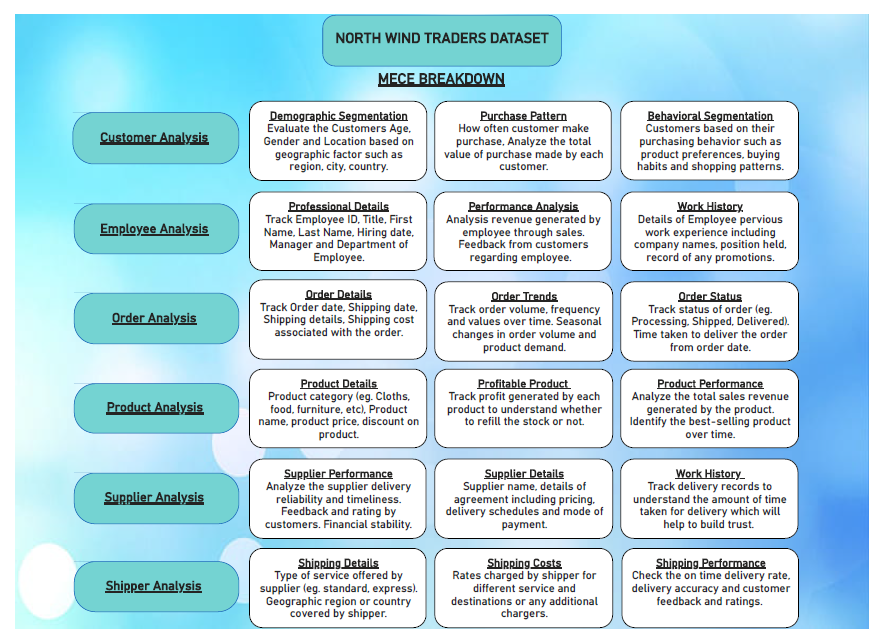 NORTH WIND TRADERS DATASET
MECE BREAKDOWN
Customer Analysis
Demographic Segmentation
Evaluate the Customers Age,
Gender and Location based on
geographic factor such as
region, city, country.
Purchase Pattern
How often customer make
purchase, Analyze the total
value of purchase made by each
customer.
Behavioral Segmentation
Customers based on their
purchasing behavior such as
product preferences, buying
habits and shopping patterns.
Employee Analysis
Professional Details
Track Employee ID, Title, First
Name, Last Name, Hiring date,
Manager and Department of
Employee.
Performance Analysis
Analysis revenue generated by
employee through sales.
Feedback from customers
regarding employee.
Work History
Details of Employee pervious
work experience including
company names, position held,
record of any promotions.
Order Analysis
Order Details
Track Order date, Shipping date,
Shipping details, Shipping cost
associated with the order.
Order Trends
Track order volume, frequency
and values over time. Seasonal
changes in order volume and
product demand.
Order Status
Track status of order (eg.
Processing, Shipped, Delivered).
Time taken to deliver the order
from order date.
Product Analysis
Product Details
Product category (eg. Cloths,
food, furniture, etc), Product
name, product price, discount on
product.
Profitable Product
Track profit generated by each
product to understand whether
to refill the stock or not.
Product Performance
Analyze the total sales revenue
generated by the product.
Identify the best-selling product
over time.
Supplier Analysis
Supplier Performance
Analyze the supplier delivery
reliability and timeliness.
Feedback and rating by
customers. Financial stability.
Supplier Details
Supplier name, details of
agreement including pricing,
delivery schedules and mode of
payment.
Work History
Track delivery records to
understand the amount of time
taken for delivery which will
help to build trust.
Shipper Analysis
Shipping Details
Type of service offered by
supplier (eg. standard, express).
Geographic region or country
covered by shipper.
Shipping Costs
Rates charged by shipper for
different service and
destinations or any additional
chargers.
Shipping Performance
Check the on time delivery rate,
delivery accuracy and customer
feedback and ratings.